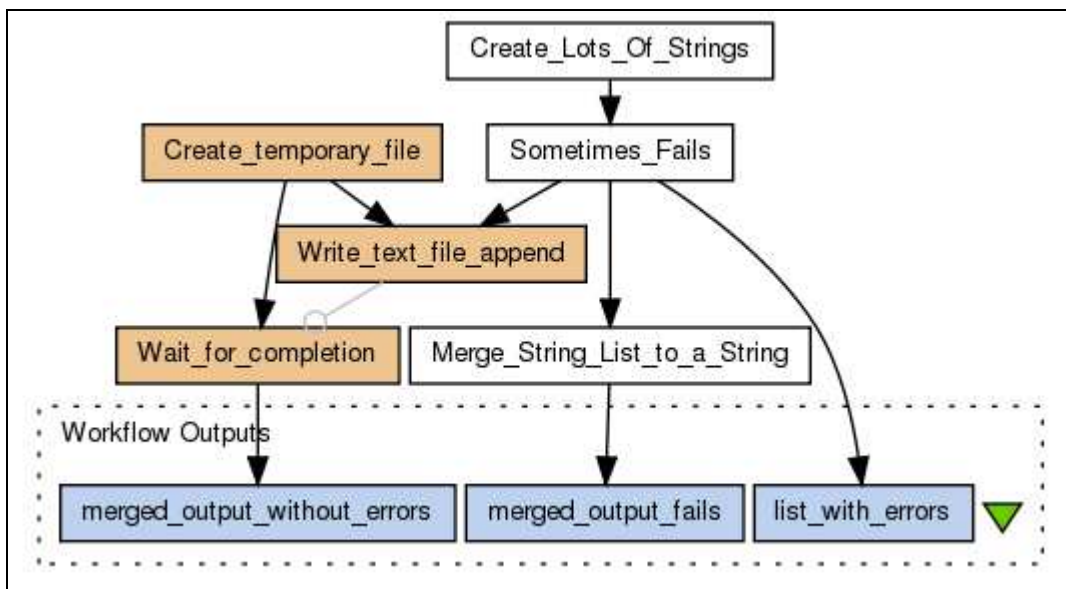 Create_Lots_Of_Strings
Create_temporary_file
Sometimes_Fails
Write_text_file_append
Wait_for_completion
Merge_String_List_to_a_String
Workflow Outputs
merged_output_without_errors
merged_output_fails
list_with_errors